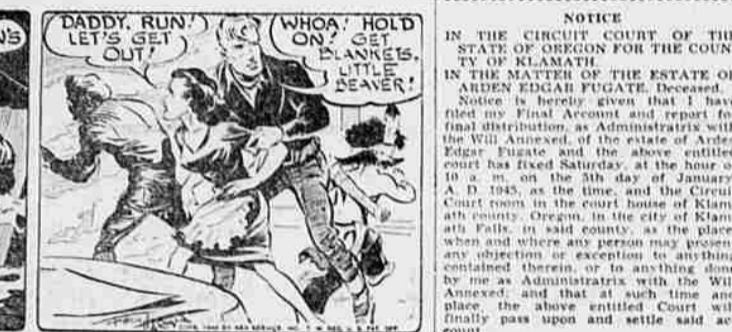 N'S
DADDY, RUN!
LET'S GET
OUT!
WHOA! HOLD
ON! GET
BLANKETS,
LITTLE
BEAVER!
NOTICE
IN THE CIRCUIT COURT OF THE
STATE OF OREGON FOR THE COUN-
TY OF KLAMATH.
IN THE MATTER OF THE ESTATE OF
ARDEN EDGAR FUGATE, Deceased.
Notice is hereby given that I have
filed my Final Account and report for
final distribution, as Administratrix with
the Will Annexed, of the estate of Arden
Edgar Fugate and the above entitled
court has fixed Saturday, at the hour of
10 a. m. on the 5th day of January
A. D. 1945, as the time, and the Circuit
Court room in the court house of Klam-
ath county, Oregon, in the city of Klam-
ath Falls, in said county, as the place
when and where any person may present
any objection or exception to anything
contained therein, or to anything done
by me as Administratrix with the Will
Annexed; and that at such time and
place the above entitled Court will
finally pass upon and settle said ac-
count.